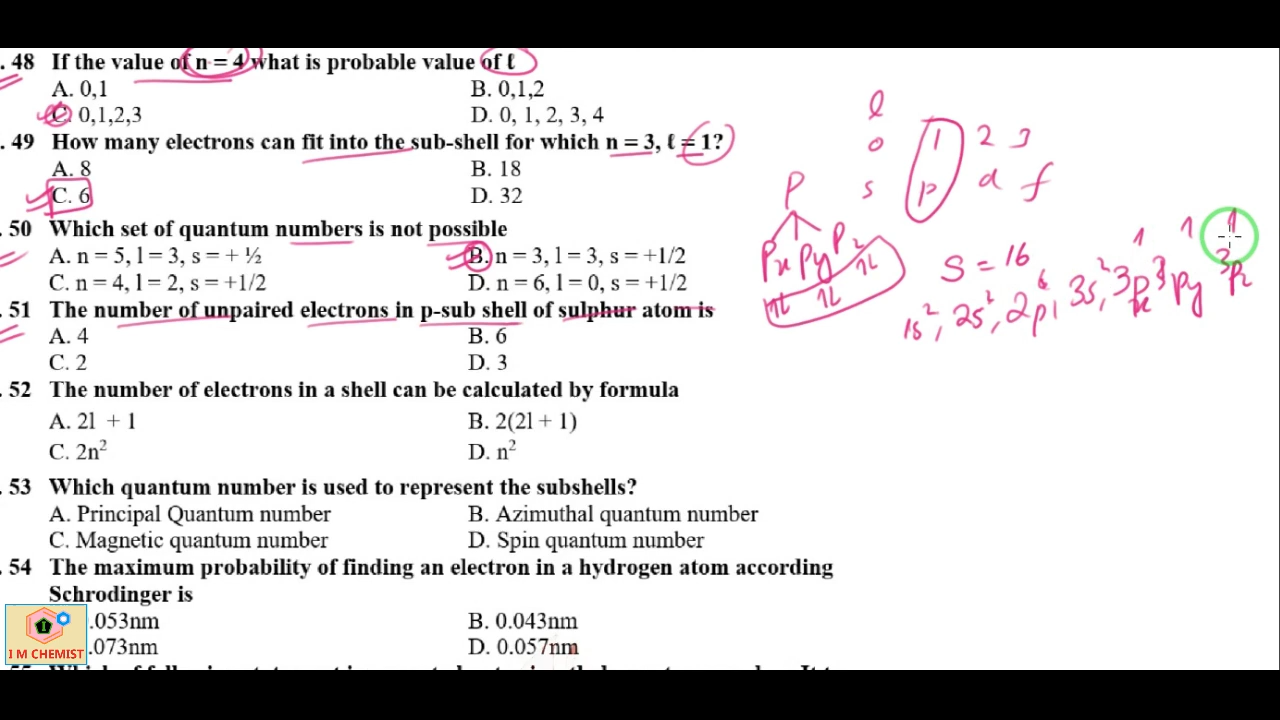 . 48 If the value of n = 4 what is probable value of ℓ
A. 0,1 B. 0,1,2
C. 0,1,2,3 D. 0, 1, 2, 3, 4
. 49 How many electrons can fit into the sub-shell for which n = 3, ℓ = 1?
A. 8 B. 18
C. 6 D. 32
. 50 Which set of quantum numbers is not possible
A. n = 5, l = 3, s = + ½ B. n = 3, l = 3, s = +1/2
C. n = 4, l = 2, s = +1/2 D. n = 6, l = 0, s = +1/2
. 51 The number of unpaired electrons in p-sub shell of sulphur atom is
A. 4 B. 6
C. 2 D. 3
. 52 The number of electrons in a shell can be calculated by formula
A. 2l + 1 B. 2(2l + 1)
C. 2n² D. n²
. 53 Which quantum number is used to represent the subshells?
A. Principal Quantum number B. Azimuthal quantum number
C. Magnetic quantum number D. Spin quantum number
. 54 The maximum probability of finding an electron in a hydrogen atom according
Schrodinger is
.053nm B. 0.043nm
.073nm D. 0.057nm
I
I M CHEMIST
ℓ
0 1 2 3
s p d f
P
Px Py Pz
1L 1L 1L
S = 16
1 1 1
1s², 2s², 2p⁶, 3s², 3px 3py 3pz